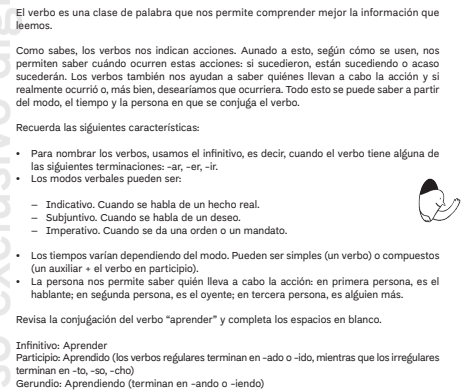 El verbo es una clase de palabra que nos permite comprender mejor la información que
leemos.
Como sabes, los verbos nos indican acciones. Aunado a esto, según cómo se usen, nos
permiten saber cuándo ocurren estas acciones: si sucedieron, están sucediendo o acaso
sucederán. Los verbos también nos ayudan a saber quiénes llevan a cabo la acción y si
realmente ocurrió o, más bien, desearíamos que ocurriera. Todo esto se puede saber a partir
del modo, el tiempo y la persona en que se conjuga el verbo.
Recuerda las siguientes características:
• Para nombrar los verbos, usamos el infinitivo, es decir, cuando el verbo tiene alguna de
las siguientes terminaciones: -ar, -er, -ir.
• Los modos verbales pueden ser:
– Indicativo. Cuando se habla de un hecho real.
– Subjuntivo. Cuando se habla de un deseo.
– Imperativo. Cuando se da una orden o un mandato.
• Los tiempos varían dependiendo del modo. Pueden ser simples (un verbo) o compuestos
(un auxiliar + el verbo en participio).
• La persona nos permite saber quién lleva a cabo la acción: en primera persona, es el
hablante; en segunda persona, es el oyente; en tercera persona, es alguien más.
Revisa la conjugación del verbo “aprender” y completa los espacios en blanco.
Infinitivo: Aprender
Participio: Aprendido (los verbos regulares terminan en -ado o -ido, mientras que los irregulares
terminan en -to, -so, -cho)
Gerundio: Aprendiendo (terminan en -ando o -iendo)
so exclusivo digi